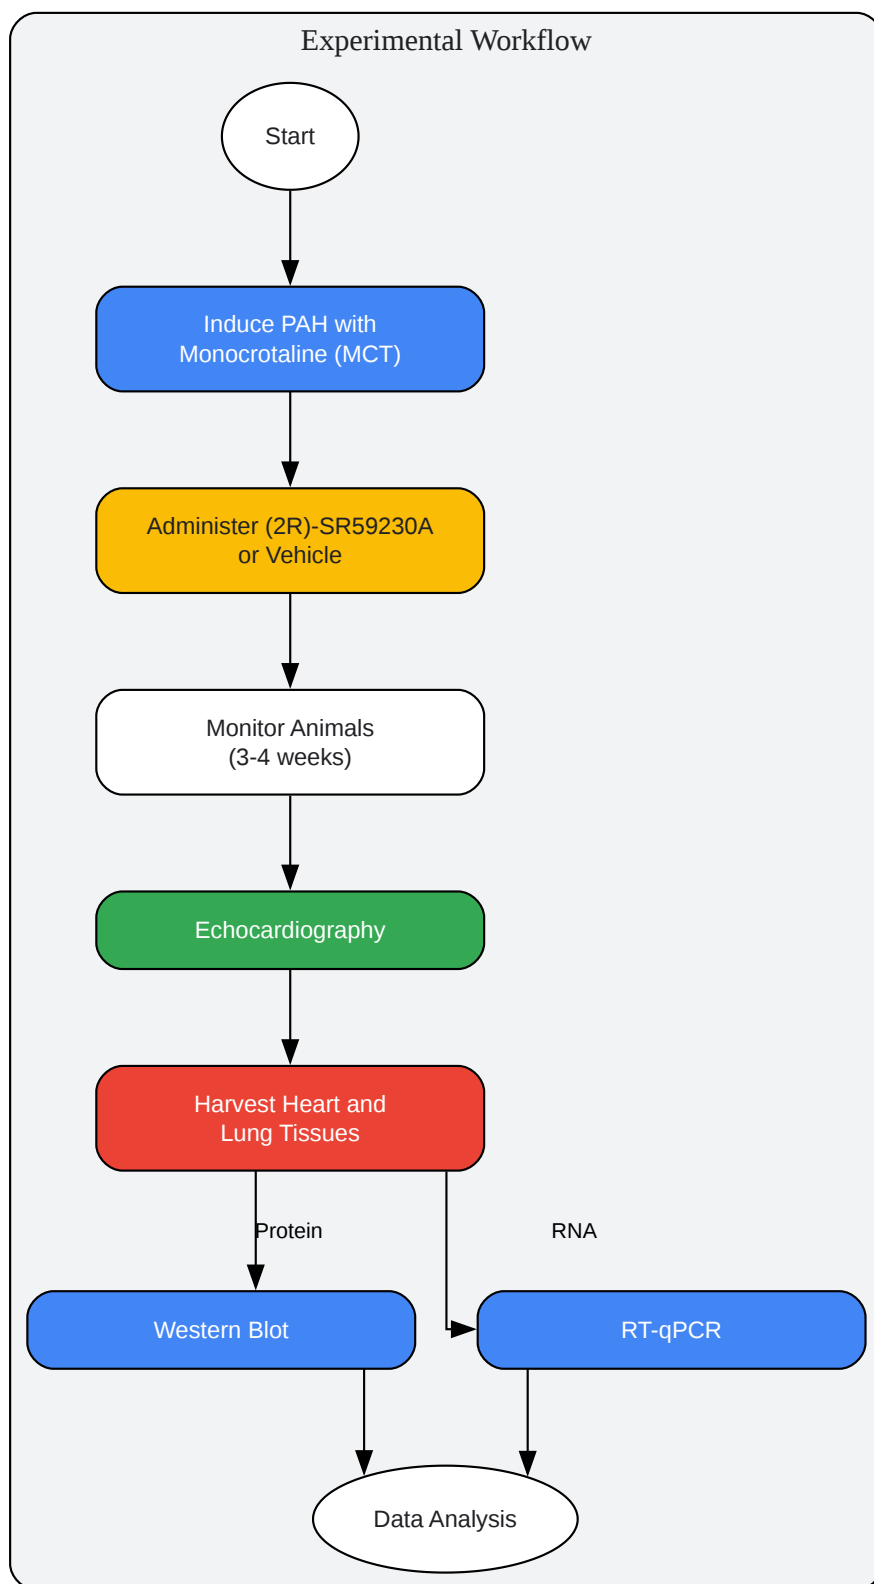 Experimental Workflow
Start
Induce PAH with
Monocrotaline (MCT)
Administer (2R)-SR59230A
or Vehicle
Monitor Animals
(3-4 weeks)
Echocardiography
Harvest Heart and
Lung Tissues
Protein
RNA
Western Blot
RT-qPCR
Data Analysis